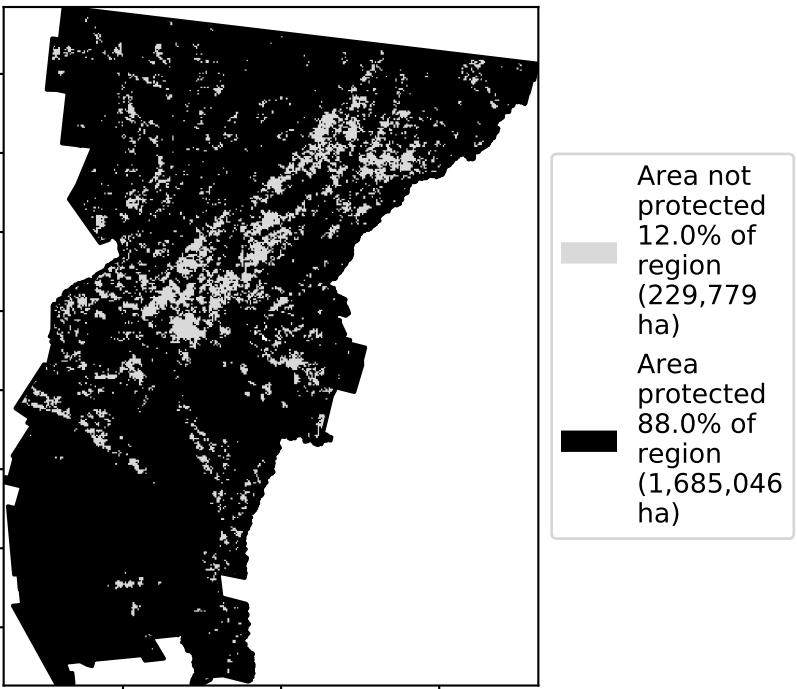 Area not
protected
12.0% of
region
(229,779
ha)
Area
protected
88.0% of
region
(1,685,046
ha)